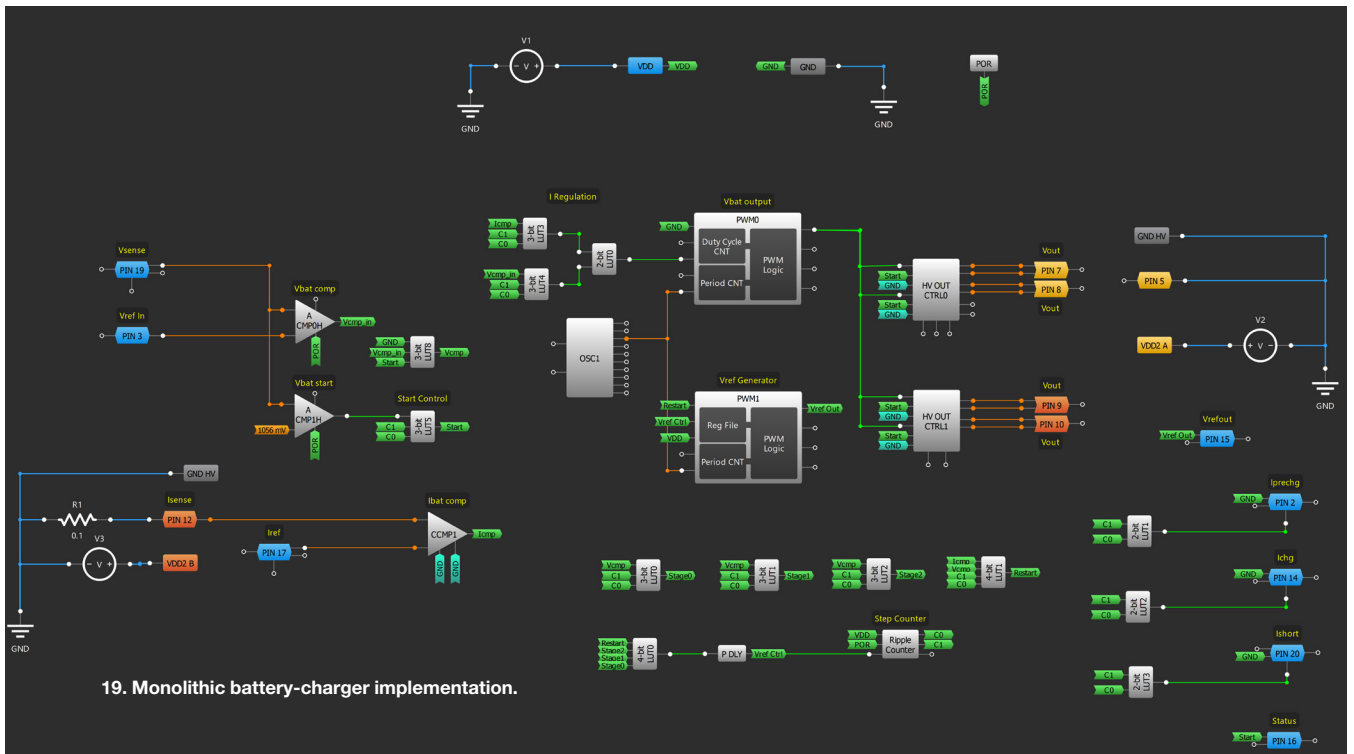 V1
− V +
VDD
VDD
GND
GND
GND
GND
POR
POR
I Regulation
Icmp
C1
C0
3-bit LUT3
Vcmp_in
C1
C0
3-bit LUT4
2-bit LUT0
Vbat output
PWM0
GND
Duty Cycle
CNT
PWM
Logic
Period CNT
Vsense
PIN 19
Vref In
PIN 3
Vbat comp
A
CMP0H
Vcmp_in
POR
GND
Vcmp_in
Start
3-bit LUT8
Vcmp
Vbat start
A
CMP1H
1056 mV
POR
Start Control
C1
C0
3-bit LUT5
Start
OSC1
Vref Generator
PWM1
Restart
Vref Ctrl
VDD
Reg File
PWM
Logic
Period CNT
Vref Out
Start
GND
Start
GND
HV OUT
CTRL0
Vout
PIN 7
PIN 8
Vout
Start
GND
Start
GND
HV OUT
CTRL1
Vout
PIN 9
PIN 10
Vout
GND HV
PIN 5
V2
VDD2 A
+ V −
GND
Vrefout
Vref Out
PIN 15
GND HV
R1
0.1
Isense
PIN 12
V3
− V +
VDD2 B
GND
Iref
PIN 17
Ibat comp
CCMP1
Icmp
GND
GND
Vcmp
C1
C0
3-bit LUT0
Stage0
Vcmp
C1
C0
3-bit LUT1
Stage1
Vcmp
C1
C0
3-bit LUT2
Stage2
Icmp
Vcmp
C1
C0
4-bit LUT1
Restart
Restart
Stage2
Stage1
Stage0
4-bit LUT0
P DLY
Vref Ctrl
Step Counter
VDD
POR
Ripple
Counter
C0
C1
Iprechg
GND
PIN 2
C1
C0
2-bit LUT1
Ichg
GND
PIN 14
C1
C0
2-bit LUT2
Ishort
GND
PIN 20
C1
C0
2-bit LUT3
Status
Start
PIN 16
19. Monolithic battery-charger implementation.